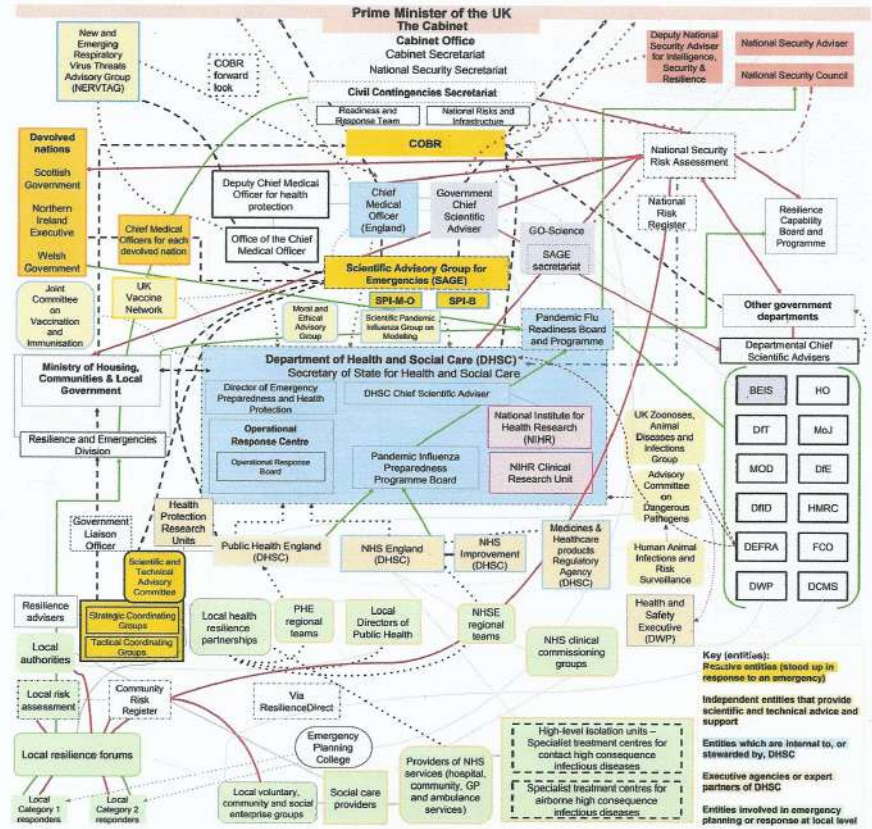 Prime Minister of the UK
The Cabinet
Cabinet Office
Cabinet Secretariat
National Security Secretariat
New and
Emerging
Respiratory
Virus Threats
Advisory Group
(NERVTAG)
COBR
forward
look
Deputy National
Security Adviser
for Intelligence,
Security &
Resilience
National Security Adviser
National Security Council
Civil Contingencies Secretariat
Readiness and
Response Team
National Risks and
Infrastructure
COBR
Devolved
nations
Scottish
Government
Northern
Ireland
Executive
Welsh
Government
National Security
Risk Assessment
Deputy Chief Medical
Officer for health
protection
Chief
Medical
Officer
(England)
Government
Chief
Scientific
Adviser
National
Risk
Register
Resilience
Capability
Board and
Programme
Chief Medical
Officers for each
devolved nation
Office of the Chief
Medical Officer
GO-Science
SAGE
secretariat
Scientific Advisory Group for
Emergencies (SAGE)
SPI-M-O
SPI-B
Joint
Committee
on
Vaccination
and
Immunisation
UK
Vaccine
Network
Moral and
Ethical
Advisory
Group
Scientific Pandemic
Influenza Group on
Modelling
Pandemic Flu
Readiness Board
and Programme
Other government
departments
Departmental Chief
Scientific Advisers
Ministry of Housing,
Communities & Local
Government
Department of Health and Social Care (DHSC)
Secretary of State for Health and Social Care
Director of Emergency
Preparedness and Health
Protection
DHSC Chief Scientific Adviser
National Institute for
Health Research
(NIHR)
Operational
Response Centre
Operational Response
Board
Pandemic Influenza
Preparedness
Programme Board
NIHR Clinical
Research Unit
Resilience and Emergencies
Division
UK Zoonoses,
Animal
Diseases and
Infections
Group
Advisory
Committee
on
Dangerous
Pathogens
Human Animal
Infections and
Risk
Surveillance
Health and
Safety
Executive
(DWP)
BEIS
HO
DfT
MoJ
MOD
DfE
DfID
HMRC
DEFRA
FCO
DWP
DCMS
Government
Liaison
Officer
Health
Protection
Research
Units
Public Health England
(DHSC)
NHS England
(DHSC)
NHS
Improvement
(DHSC)
Medicines &
Healthcare
products
Regulatory
Agency
(DHSC)
Scientific and
Technical
Advisory
Committee
Strategic Coordinating
Groups
Tactical Coordinating
Groups
Resilience
advisers
Local
authorities
Local risk
assessment
Community
Risk
Register
Local health
resilience
partnerships
PHE
regional
teams
Local
Directors of
Public Health
NHSE
regional
teams
NHS clinical
commissioning
groups
Via
ResilienceDirect
Emergency
Planning
College
Local resilience forums
Local
Category 1
responders
Local
Category 2
responders
Local voluntary,
community and social
enterprise groups
Social care
providers
Providers of NHS
services (hospital,
community, GP
and ambulance
services)
High-level isolation units –
Specialist treatment centres for
contact high consequence
infectious diseases
Specialist treatment centres for
airborne high consequence
infectious diseases
Key (entities):
Reactive entities (stood up in
response to an emergency)
Independent entities that provide
scientific and technical advice and
support
Entities which are internal to, or
stewarded by, DHSC
Executive agencies or expert
partners of DHSC
Entities involved in emergency
planning or response at local level